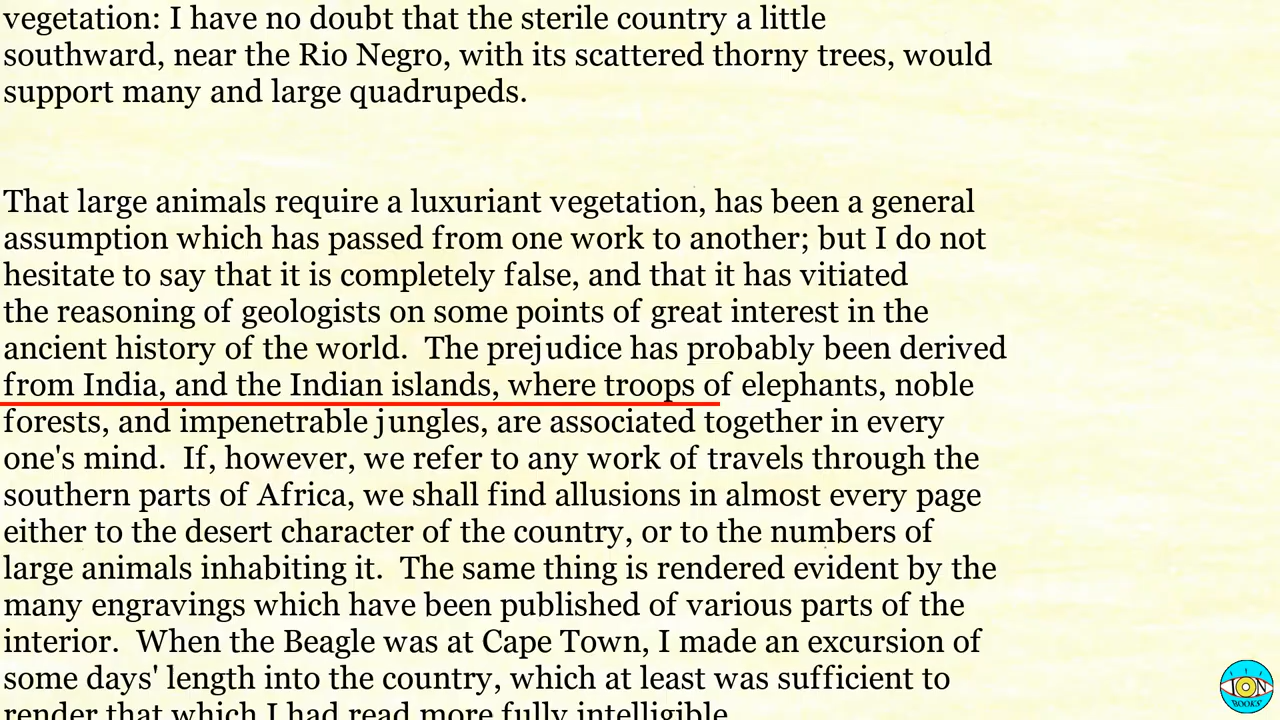 vegetation: I have no doubt that the sterile country a little
southward, near the Rio Negro, with its scattered thorny trees, would
support many and large quadrupeds.
That large animals require a luxuriant vegetation, has been a general
assumption which has passed from one work to another; but I do not
hesitate to say that it is completely false, and that it has vitiated
the reasoning of geologists on some points of great interest in the
ancient history of the world.  The prejudice has probably been derived
from India, and the Indian islands, where troops of elephants, noble
forests, and impenetrable jungles, are associated together in every
one's mind.  If, however, we refer to any work of travels through the
southern parts of Africa, we shall find allusions in almost every page
either to the desert character of the country, or to the numbers of
large animals inhabiting it.  The same thing is rendered evident by the
many engravings which have been published of various parts of the
interior.  When the Beagle was at Cape Town, I made an excursion of
some days' length into the country, which at least was sufficient to
render that which I had read more fully intelligible.
ION
BOOKS